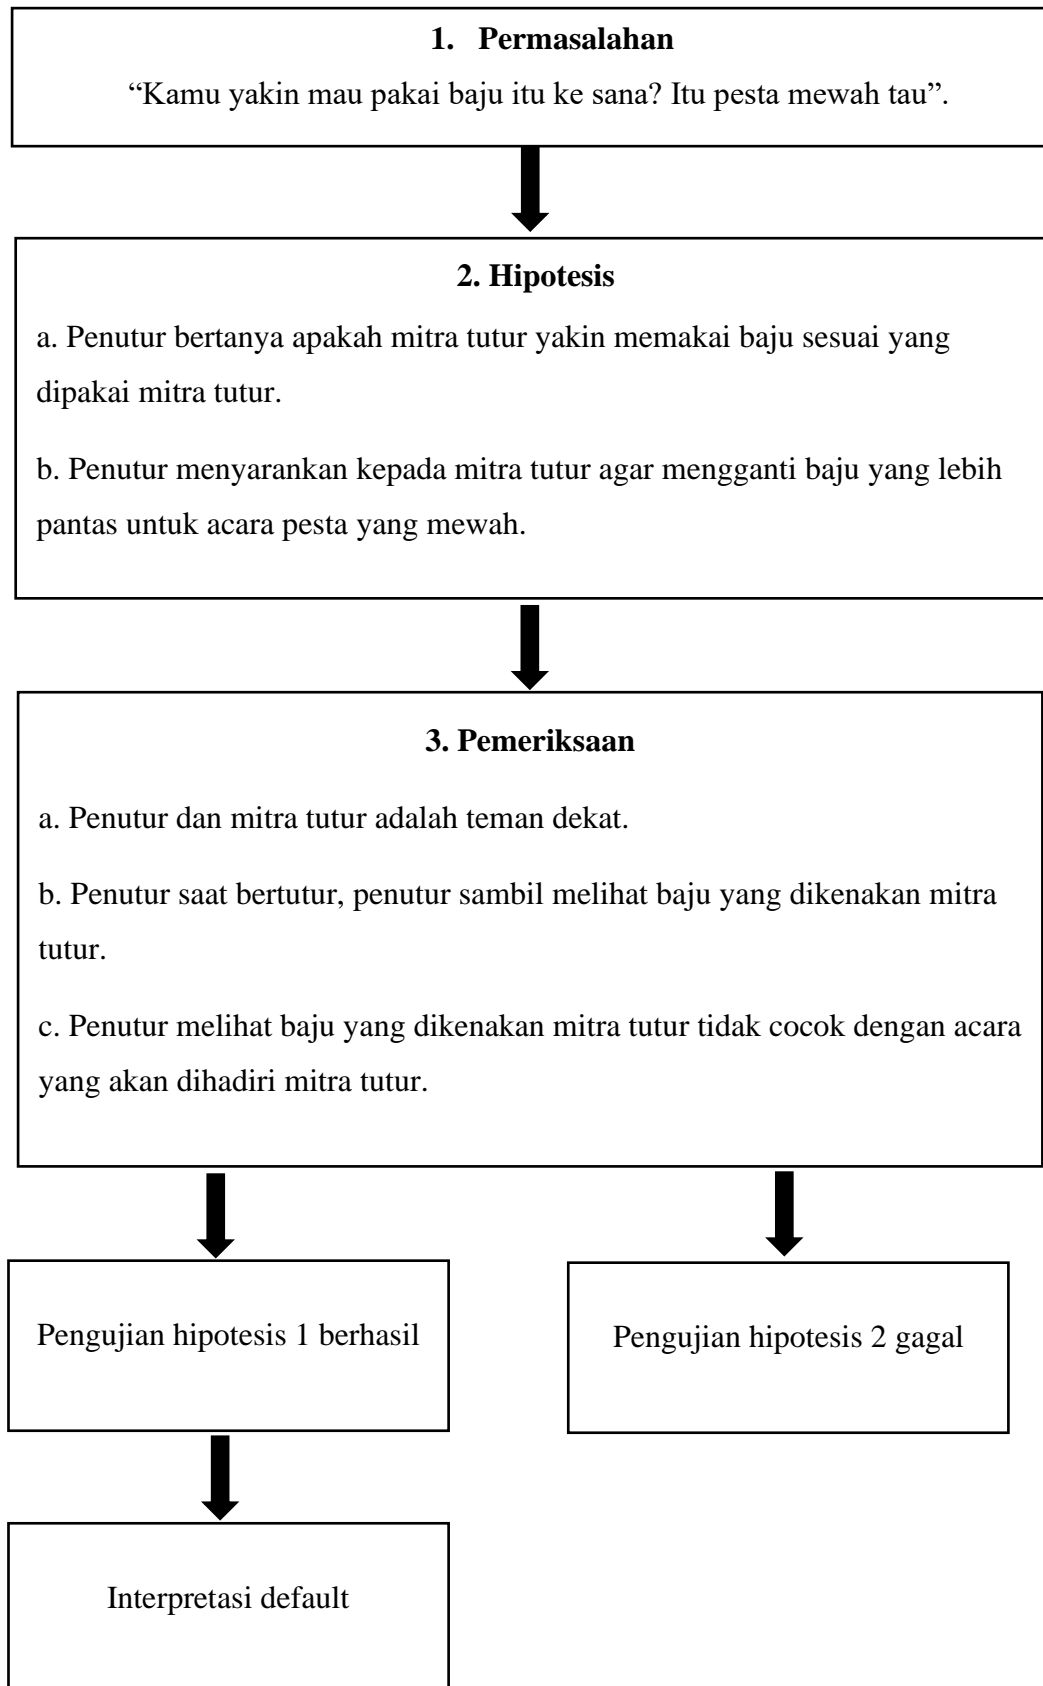 1. Permasalahan
“Kamu yakin mau pakai baju itu ke sana? Itu pesta mewah tau”.
2. Hipotesis
a. Penutur bertanya apakah mitra tutur yakin memakai baju sesuai yang
dipakai mitra tutur.
b. Penutur menyarankan kepada mitra tutur agar mengganti baju yang lebih
pantas untuk acara pesta yang mewah.
3. Pemeriksaan
a. Penutur dan mitra tutur adalah teman dekat.
b. Penutur saat bertutur, penutur sambil melihat baju yang dikenakan mitra
tutur.
c. Penutur melihat baju yang dikenakan mitra tutur tidak cocok dengan acara
yang akan dihadiri mitra tutur.
Pengujian hipotesis 1 berhasil
Pengujian hipotesis 2 gagal
Interpretasi default